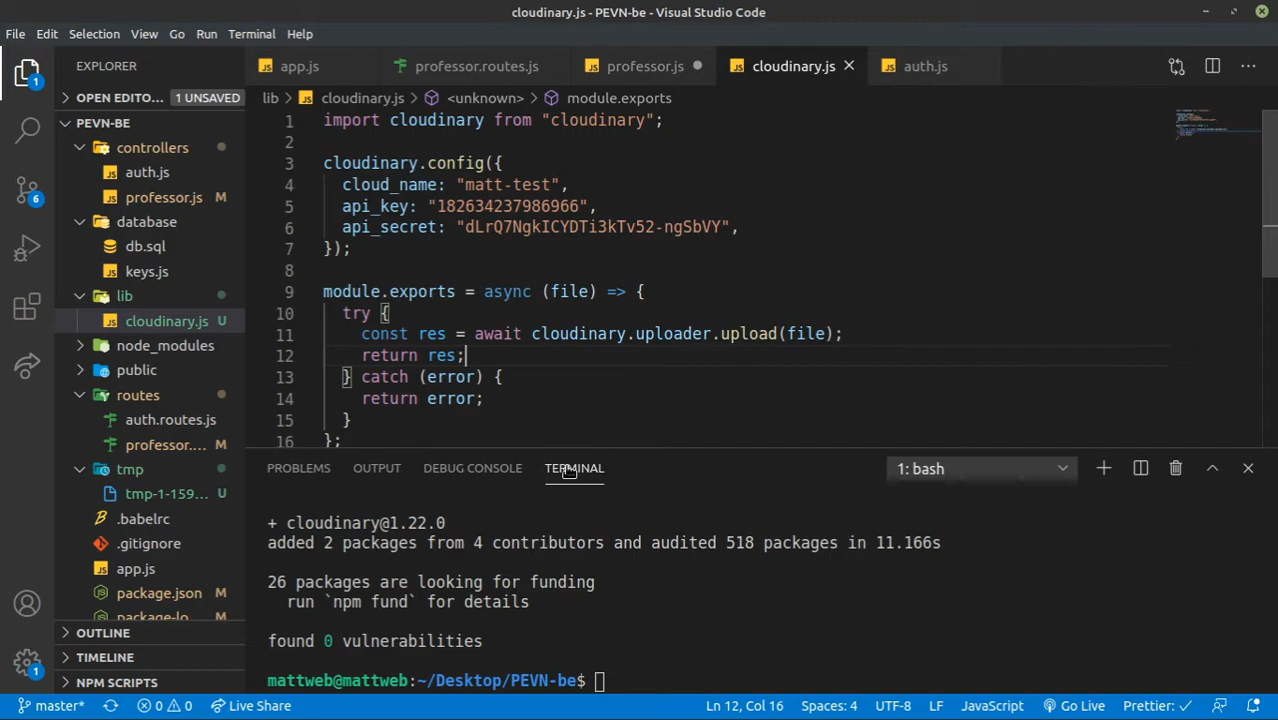 cloudinary.js - PEVN-be - Visual Studio Code
File Edit Selection View Go Run Terminal Help
EXPLORER
app.js professor.routes.js professor.js cloudinary.js auth.js
OPEN EDITO... 1 UNSAVED
lib cloudinary.js <unknown> module.exports
PEVN-BE
controllers
auth.js
professor.js M
database
db.sql
keys.js
lib
cloudinary.js U
node_modules
public
routes
auth.routes.js
professor.... M
tmp
tmp-1-159... U
.babelrc
.gitignore
app.js
package.json M
package-lo... M
OUTLINE
TIMELINE
NPM SCRIPTS
1
6
1
1 import cloudinary from "cloudinary";
2
3 cloudinary.config({
4 cloud_name: "matt-test",
5 api_key: "182634237986966",
6 api_secret: "dLrQ7NgkICYDTi3kTv52-ngSbVY",
7 });
8
9 module.exports = async (file) => {
10 try {
11 const res = await cloudinary.uploader.upload(file);
12 return res;
13 } catch (error) {
14 return error;
15 }
16 };
PROBLEMS OUTPUT DEBUG CONSOLE TERMINAL 1: bash
+ cloudinary@1.22.0
added 2 packages from 4 contributors and audited 518 packages in 11.166s
26 packages are looking for funding
run `npm fund` for details
found 0 vulnerabilities
mattweb@mattweb:~/Desktop/PEVN-be$
master* 0 0 Live Share Ln 12, Col 16 Spaces: 4 UTF-8 LF JavaScript Go Live Prettier: ✓